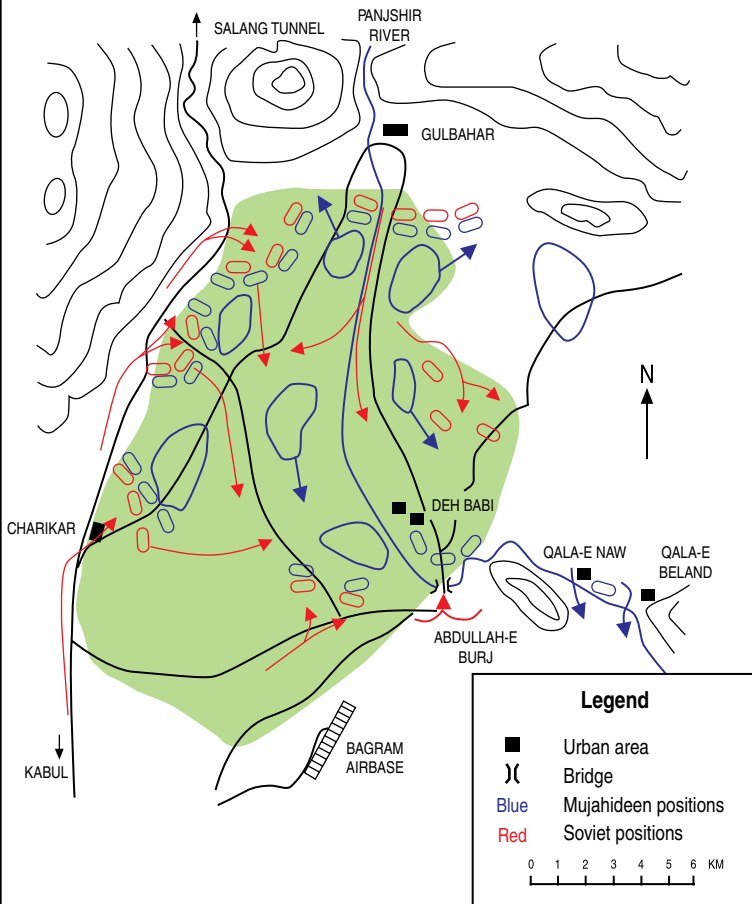 SALANG TUNNEL
PANJSHIR
RIVER
GULBAHAR
N
DEH BABI
CHARIKAR
QALA-E NAW
QALA-E
BELAND
ABDULLAH-E
BURJ
BAGRAM
AIRBASE
KABUL
Legend
Urban area
Bridge
Blue Mujahideen positions
Red Soviet positions
0 1 2 3 4 5 6 KM